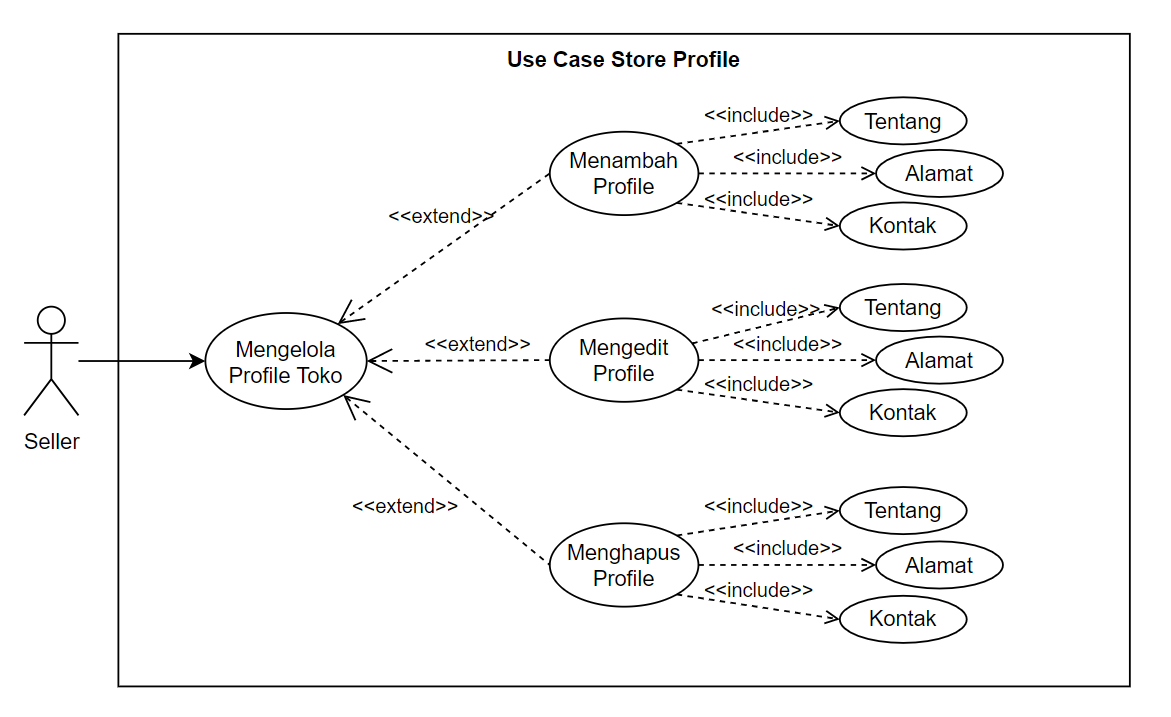 Use Case Store Profile
Seller
Mengelola
Profile Toko
<<extend>>
Menambah
Profile
<<include>>
Tentang
<<include>>
Alamat
<<include>>
Kontak
<<extend>>
Mengedit
Profile
<<include>>
Tentang
<<include>>
Alamat
<<include>>
Kontak
<<extend>>
Menghapus
Profile
<<include>>
Tentang
<<include>>
Alamat
<<include>>
Kontak